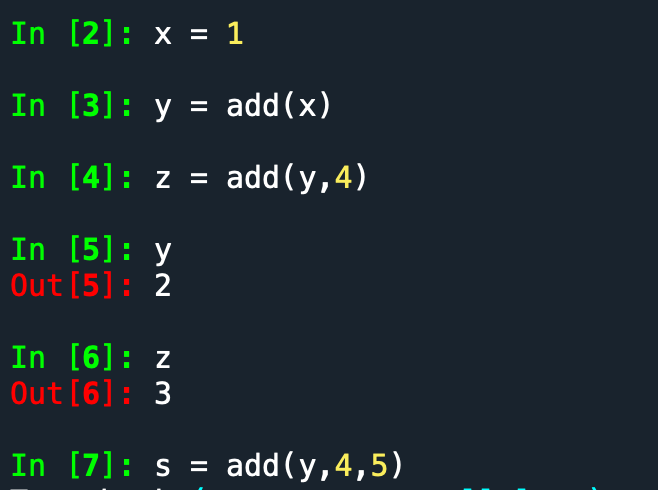 In [2]: x = 1
In [3]: y = add(x)
In [4]: z = add(y,4)
In [5]: y
Out[5]: 2
In [6]: z
Out[6]: 3
In [7]: s = add(y,4,5)